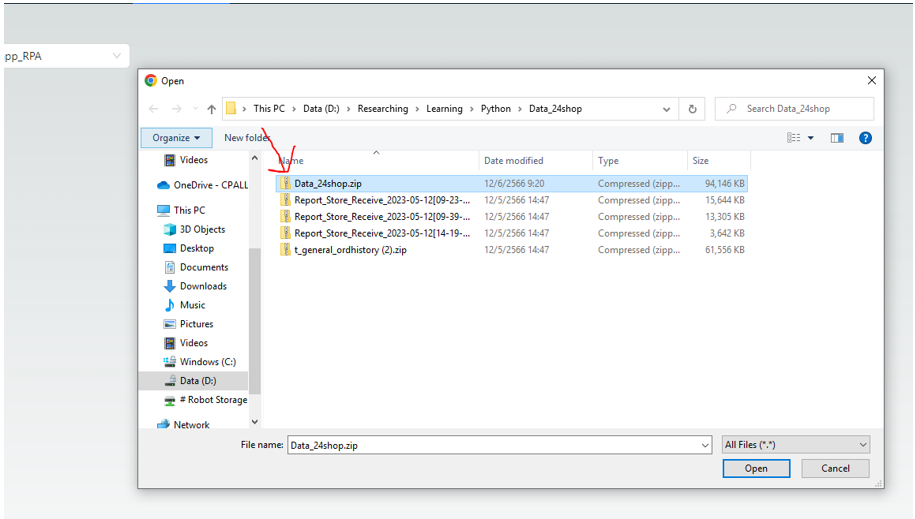 pp_RPA
Open
This PC > Data (D:) > Researching > Learning > Python > Data_24shop
Search Data_24shop
Organize
New folder
Name
Date modified
Type
Size
Videos
OneDrive - CPALL
This PC
3D Objects
Desktop
Documents
Downloads
Music
Pictures
Videos
Windows (C:)
Data (D:)
# Robot Storage
Network
Data_24shop.zip 12/6/2566 9:20 Compressed (zipp... 94,146 KB
Report_Store_Receive_2023-05-12[09-23-... 12/5/2566 14:47 Compressed (zipp... 15,644 KB
Report_Store_Receive_2023-05-12[09-39-... 12/5/2566 14:47 Compressed (zipp... 13,305 KB
Report_Store_Receive_2023-05-12[14-19-... 12/5/2566 14:47 Compressed (zipp... 3,642 KB
t_general_ordhistory (2).zip 12/5/2566 14:47 Compressed (zipp... 61,556 KB
File name: Data_24shop.zip
All Files (*.*)
Open
Cancel